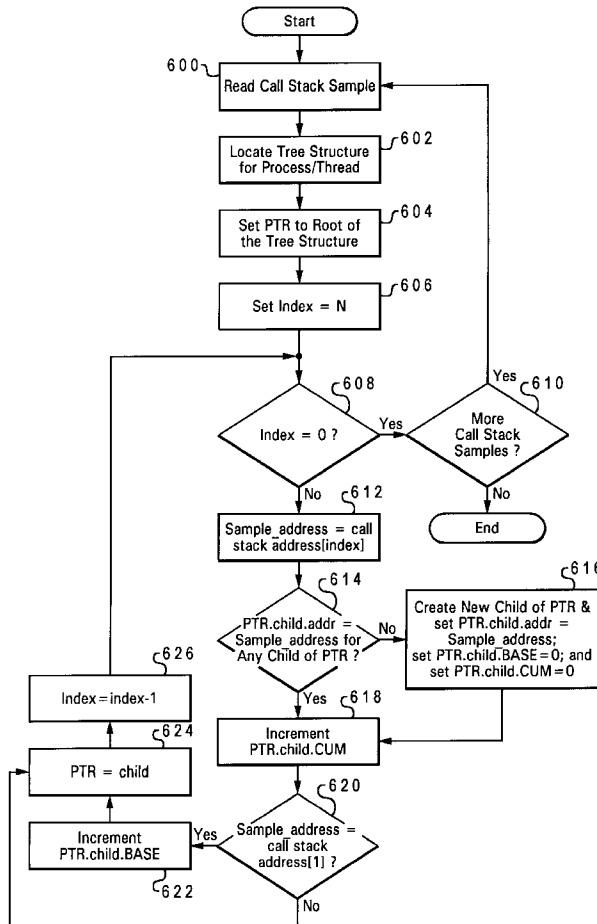 Start
600
Read Call Stack Sample
602
Locate Tree Structure
for Process/Thread
604
Set PTR to Root of
the Tree Structure
606
Set Index = N
608
Index = 0 ?
Yes
No
610
More
Call Stack
Samples ?
Yes
No
End
612
Sample_address = call
stack address[index]
614
PTR.child.addr =
Sample_address for
Any Child of PTR ?
No
Yes
616
Create New Child of PTR &
set PTR.child.addr =
Sample_address;
set PTR.child.BASE=0; and
set PTR.child.CUM=0
618
Increment
PTR.child.CUM
620
Sample_address =
call stack
address[1] ?
Yes
No
Increment
PTR.child.BASE
622
624
PTR = child
626
Index=index-1